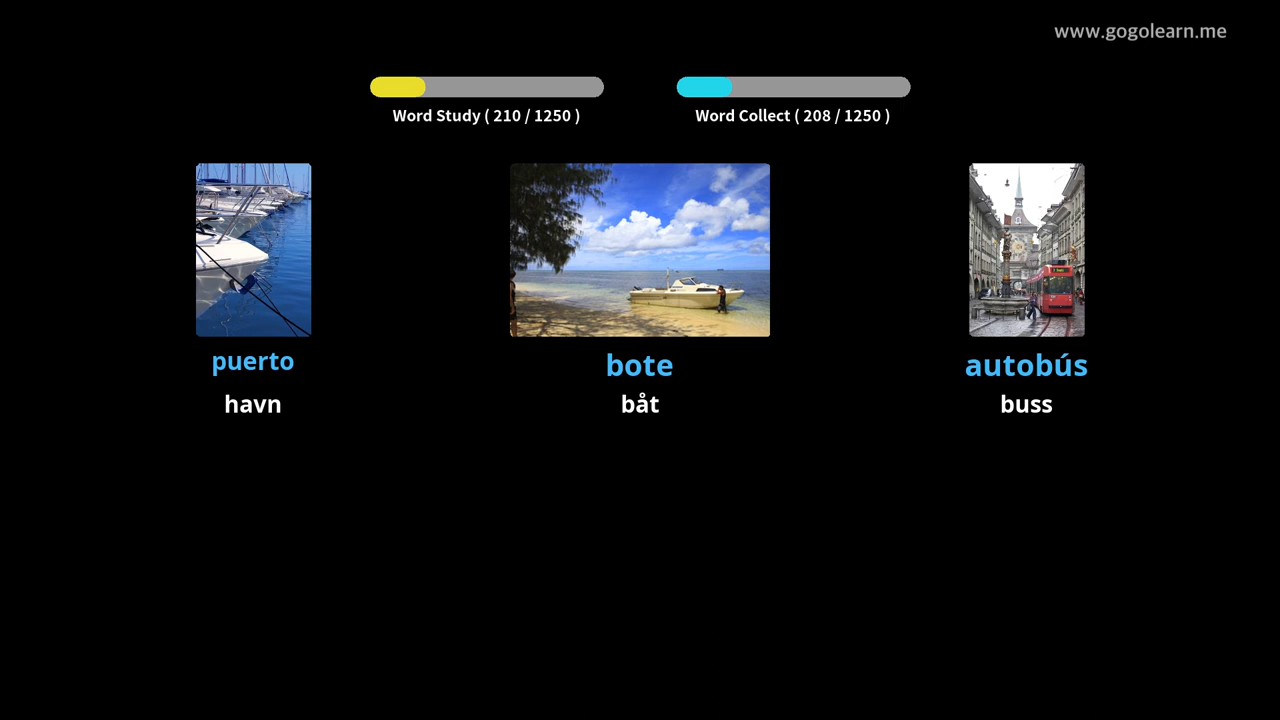 www.gogolearn.me
Word Study ( 210 / 1250 )
Word Collect ( 208 / 1250 )
puerto
bote
autobús
havn
båt
buss